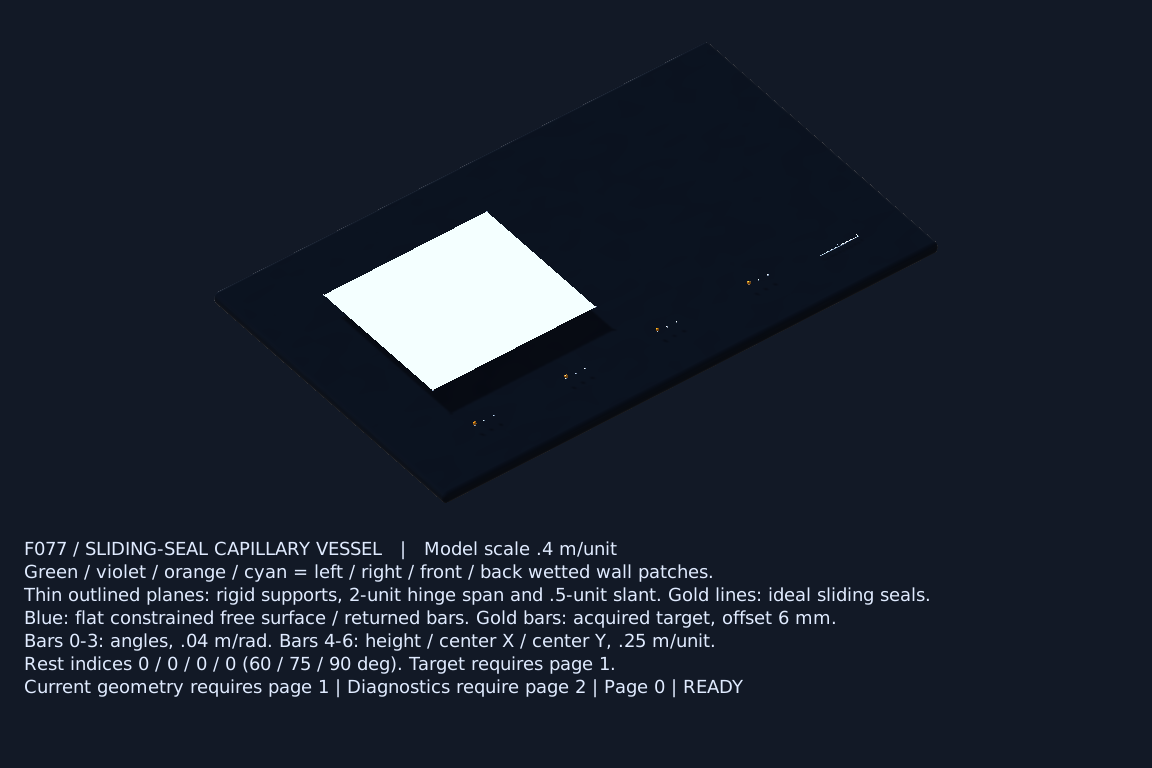 F077 / SLIDING-SEAL CAPILLARY VESSEL | Model scale .4 m/unit
Green / violet / orange / cyan = left / right / front / back wetted wall patches.
Thin outlined planes: rigid supports, 2-unit hinge span and .5-unit slant. Gold lines: ideal sliding seals.
Blue: flat constrained free surface / returned bars. Gold bars: acquired target, offset 6 mm.
Bars 0-3: angles, .04 m/rad. Bars 4-6: height / center X / center Y, .25 m/unit.
Rest indices 0 / 0 / 0 / 0 (60 / 75 / 90 deg). Target requires page 1.
Current geometry requires page 1 | Diagnostics require page 2 | Page 0 | READY